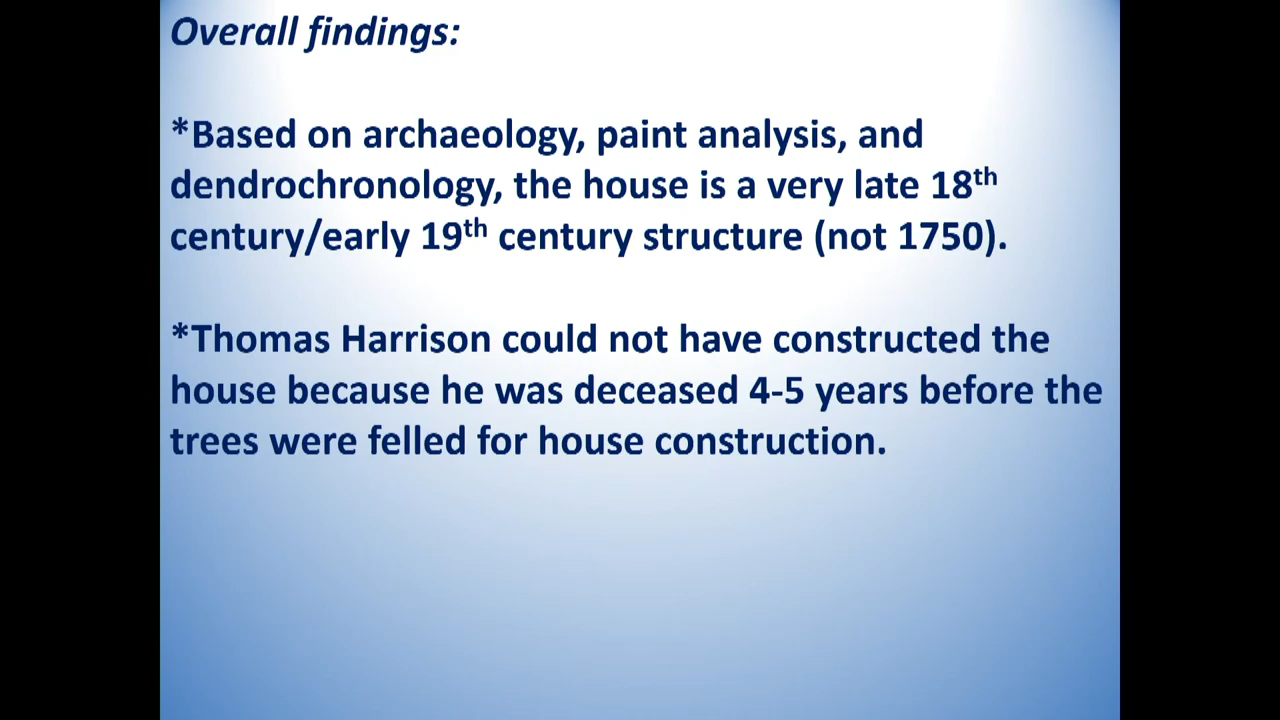 Overall findings:
*Based on archaeology, paint analysis, and
dendrochronology, the house is a very late 18th
century/early 19th century structure (not 1750).
*Thomas Harrison could not have constructed the
house because he was deceased 4-5 years before the
trees were felled for house construction.